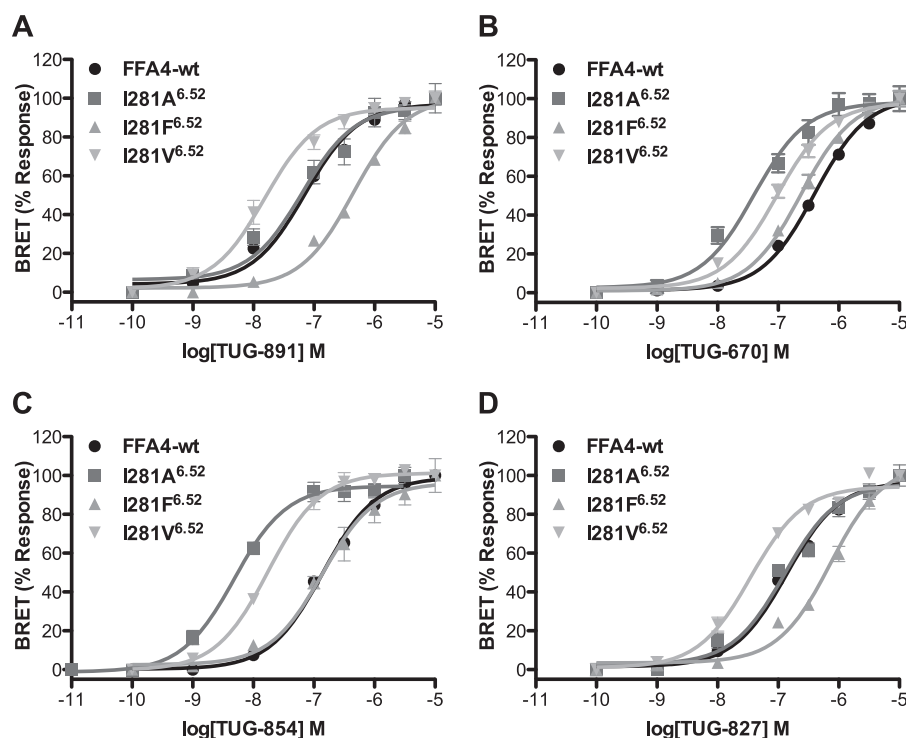 A
FFA4-wt
I281A6.52
I281F6.52
I281V6.52
BRET (% Response)
120
100
80
60
40
20
0
-11 -10 -9 -8 -7 -6 -5
log[TUG-891] M
B
FFA4-wt
I281A6.52
I281F6.52
I281V6.52
BRET (% Response)
120
100
80
60
40
20
0
-11 -10 -9 -8 -7 -6 -5
log[TUG-670] M
C
FFA4-wt
I281A6.52
I281F6.52
I281V6.52
BRET (% Response)
120
100
80
60
40
20
0
-11 -10 -9 -8 -7 -6 -5
log[TUG-854] M
D
FFA4-wt
I281A6.52
I281F6.52
I281V6.52
BRET (% Response)
120
100
80
60
40
20
0
-11 -10 -9 -8 -7 -6 -5
log[TUG-827] M